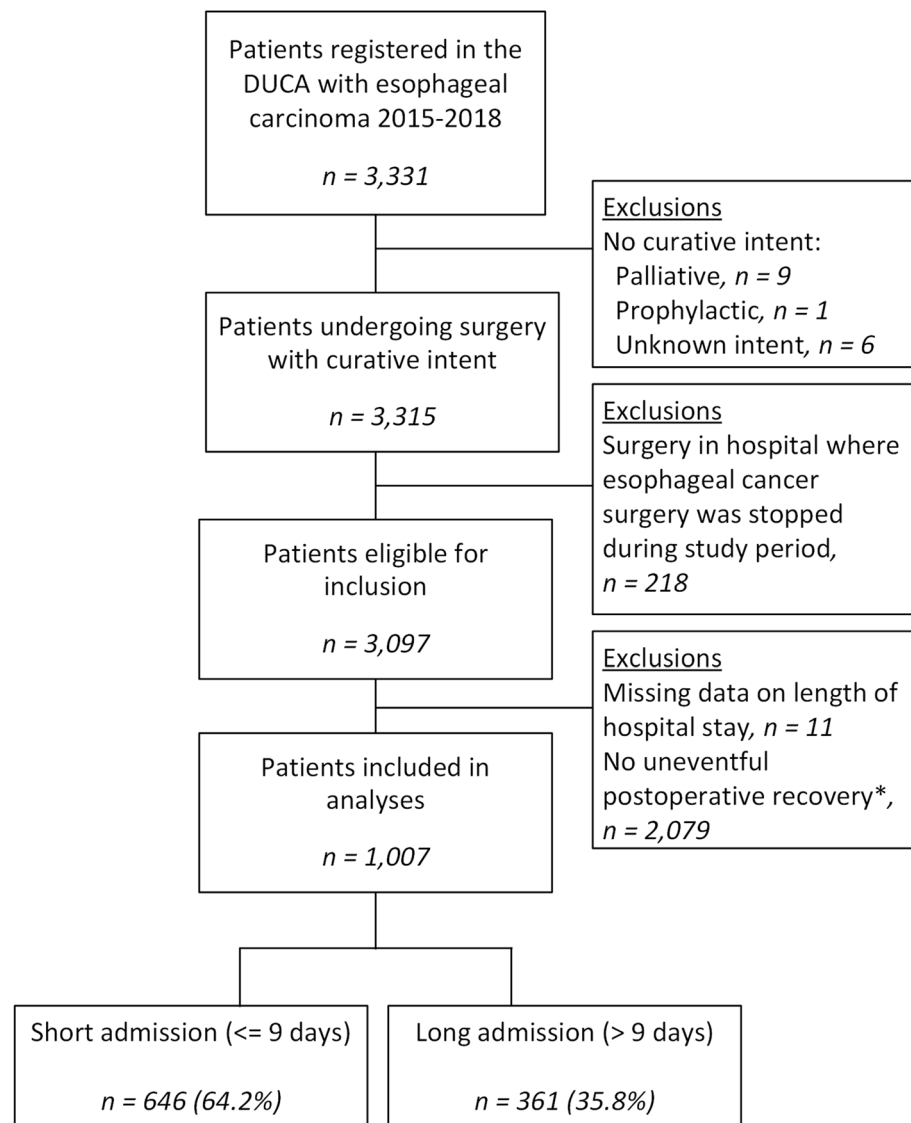 Patients registered in the
DUCA with esophageal
carcinoma 2015-2018
n = 3,331
Exclusions
No curative intent:
Palliative, n = 9
Prophylactic, n = 1
Unknown intent, n = 6
Patients undergoing surgery
with curative intent
n = 3,315
Exclusions
Surgery in hospital where
esophageal cancer
surgery was stopped
during study period,
n = 218
Patients eligible for
inclusion
n = 3,097
Exclusions
Missing data on length of
hospital stay, n = 11
No uneventful
postoperative recovery*,
n = 2,079
Patients included in
analyses
n = 1,007
Short admission (<= 9 days)
n = 646 (64.2%)
Long admission (> 9 days)
n = 361 (35.8%)